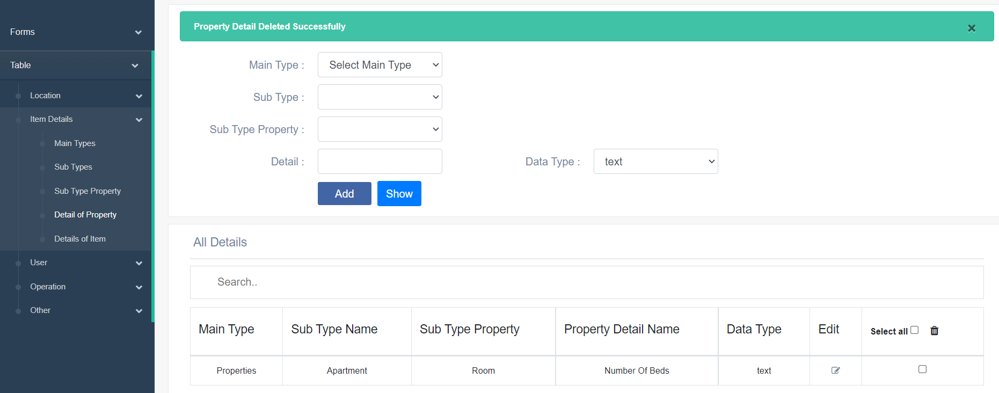 Forms
Table
Location
Item Details
Main Types
Sub Types
Sub Type Property
Detail of Property
Details of Item
User
Operation
Other
Property Detail Deleted Successfully
Main Type : Select Main Type
Sub Type :
Sub Type Property :
Detail : Data Type : text
Add Show
All Details
Search..
Main Type Sub Type Name Sub Type Property Property Detail Name Data Type Edit Select all
Properties Apartment Room Number Of Beds text